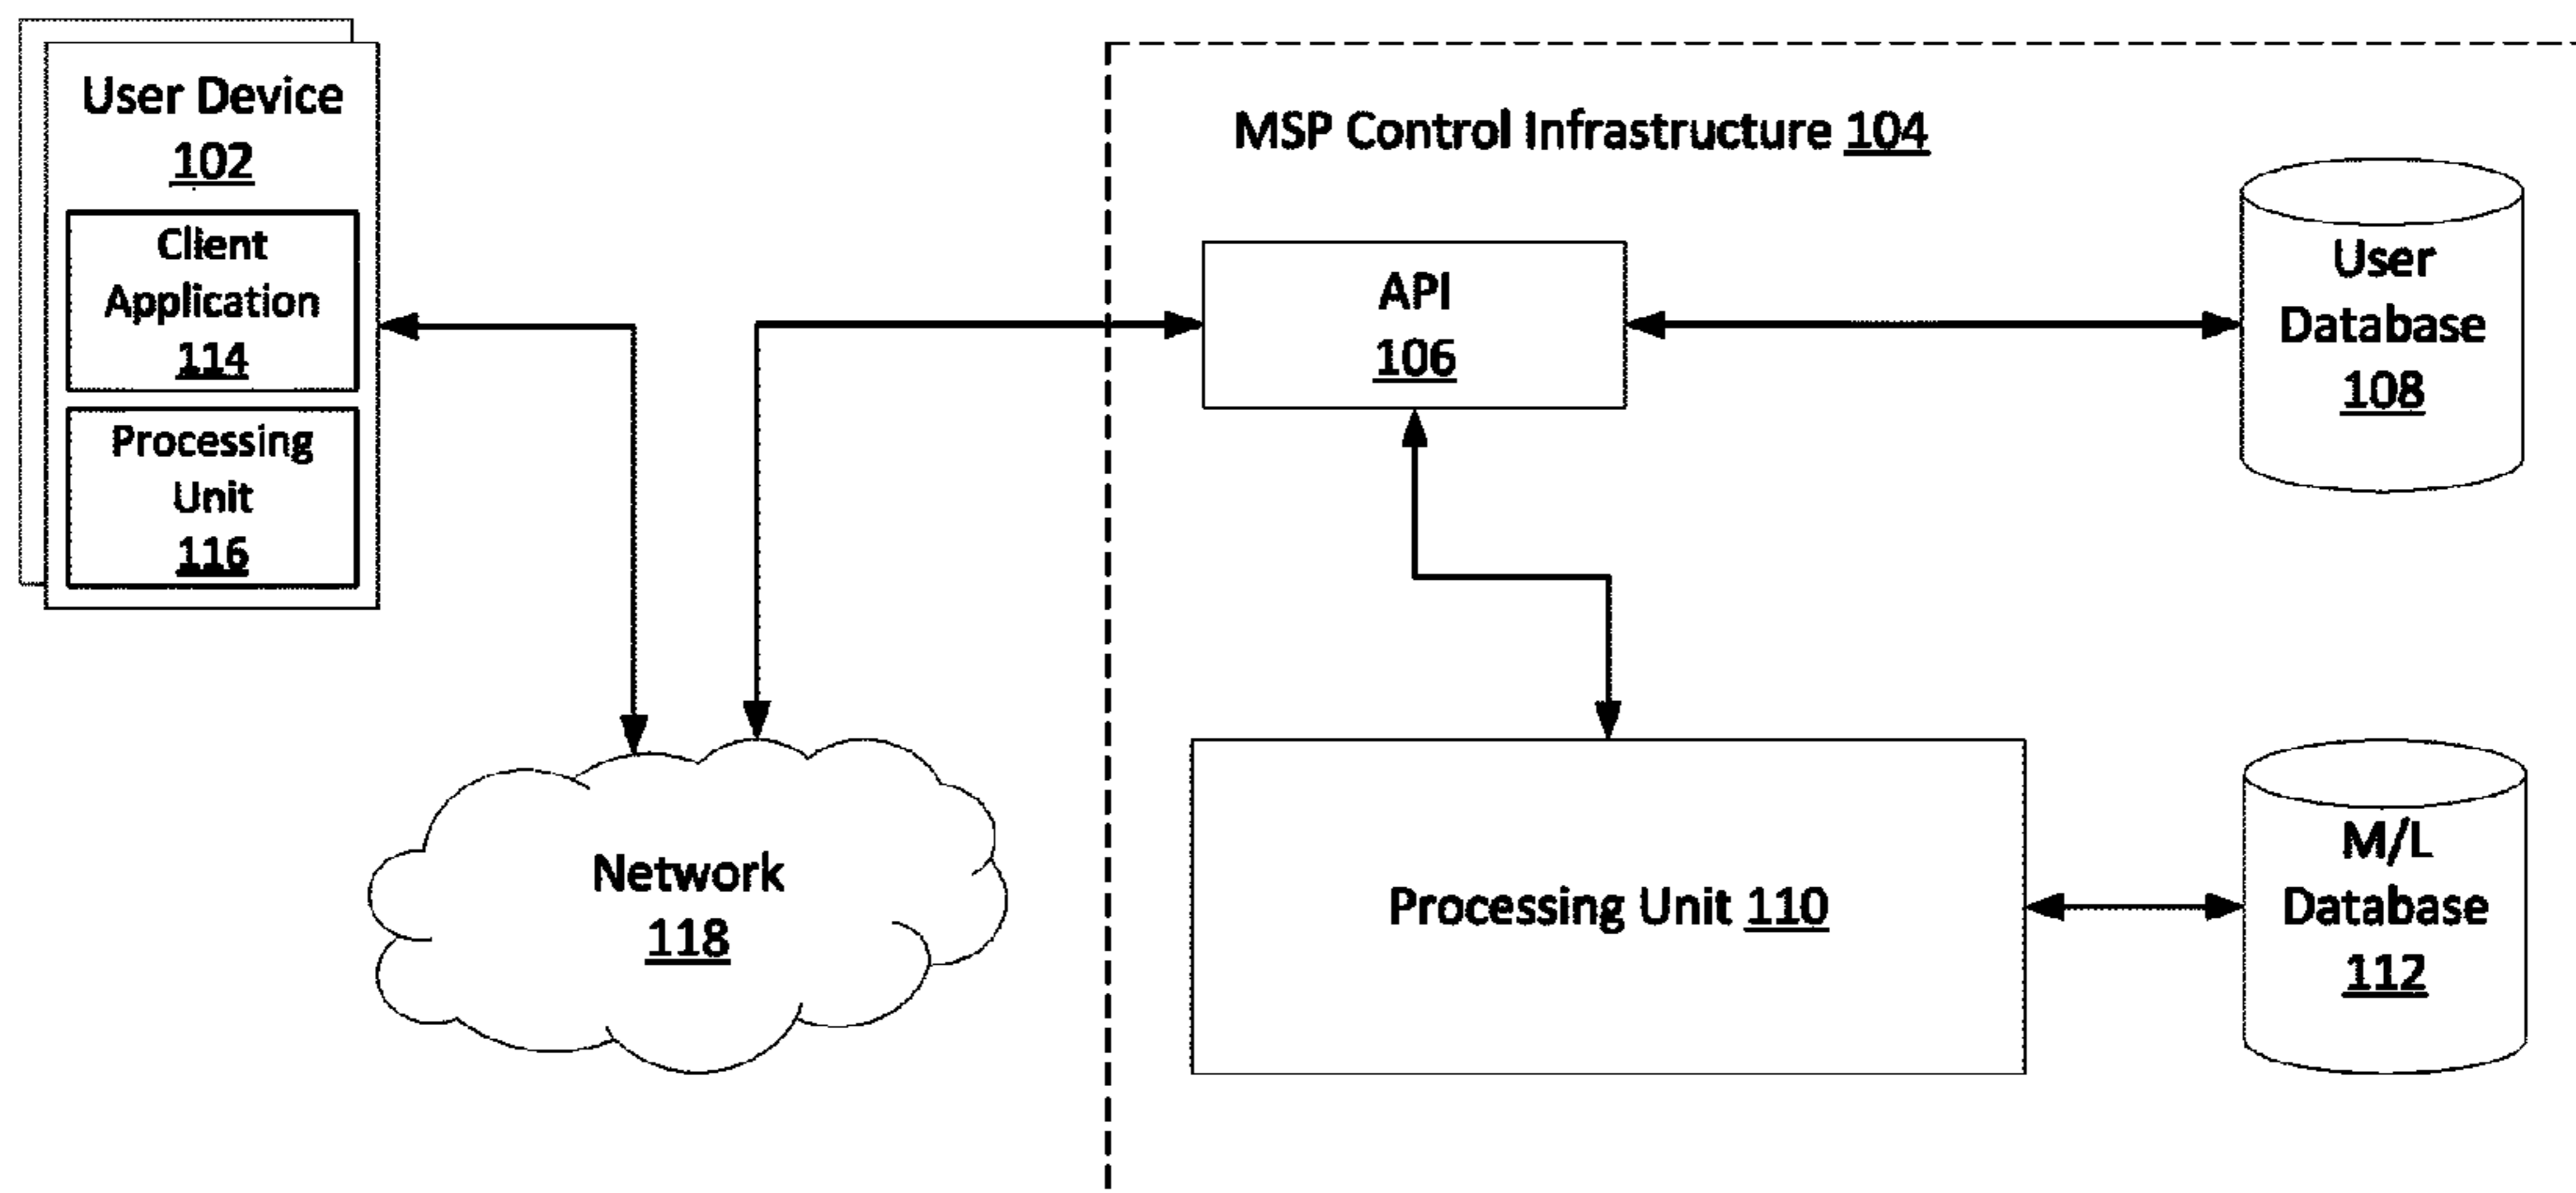 User Device
102
Client
Application
114
Processing
Unit
116
MSP Control Infrastructure 104
API
106
User
Database
108
Network
118
Processing Unit 110
M/L
Database
112